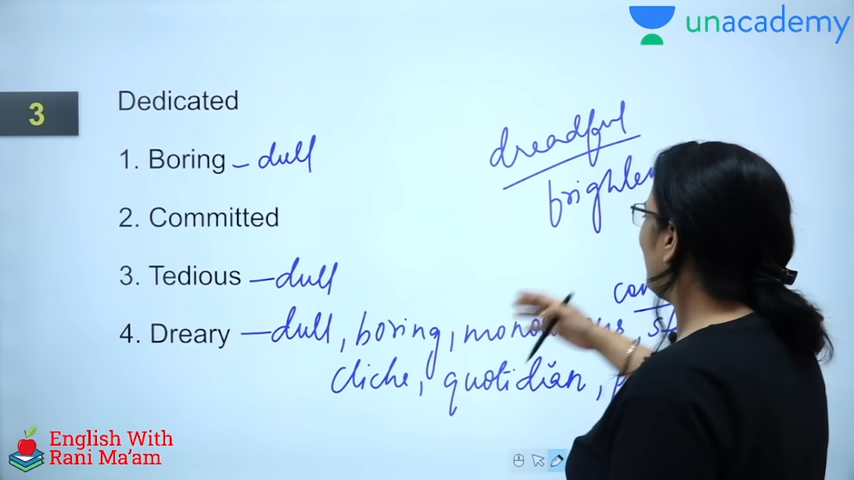 unacademy
3
Dedicated
1. Boring – dull
2. Committed
3. Tedious – dull
4. Dreary – dull, boring,
cliche, quotidian,
dreadful
English With
Rani Ma'am